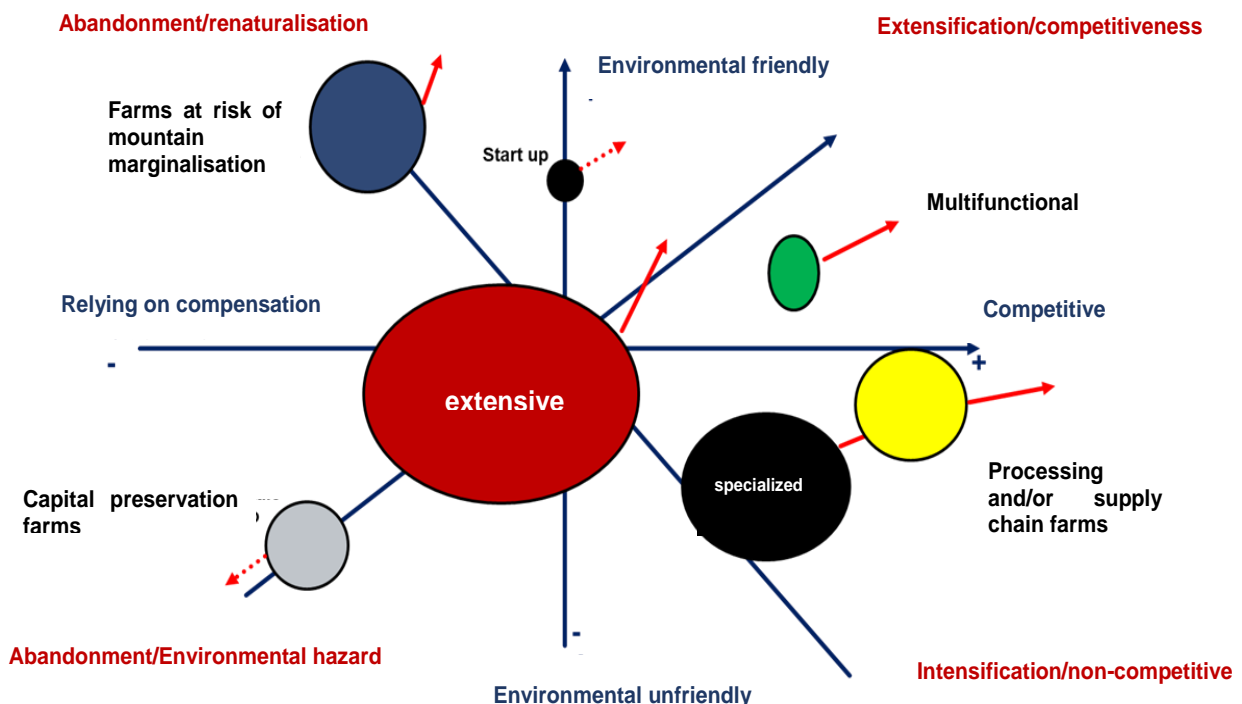 Abandonment/renaturalisation
Extensification/competitiveness
Environmental friendly
-
Farms at risk of
mountain
marginalisation
Start up
Multifunctional
Relying on compensation
Competitive
-
+
extensive
specialized
Capital preservation
farms
Processing
and/or supply
chain farms
-
Abandonment/Environmental hazard
Intensification/non-competitive
Environmental unfriendly